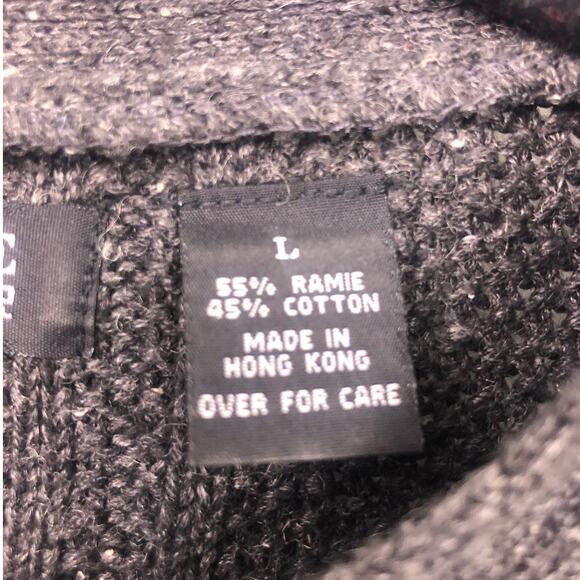 L
55% RAMIE
45% COTTON
MADE IN
HONG KONG
OVER FOR CARE